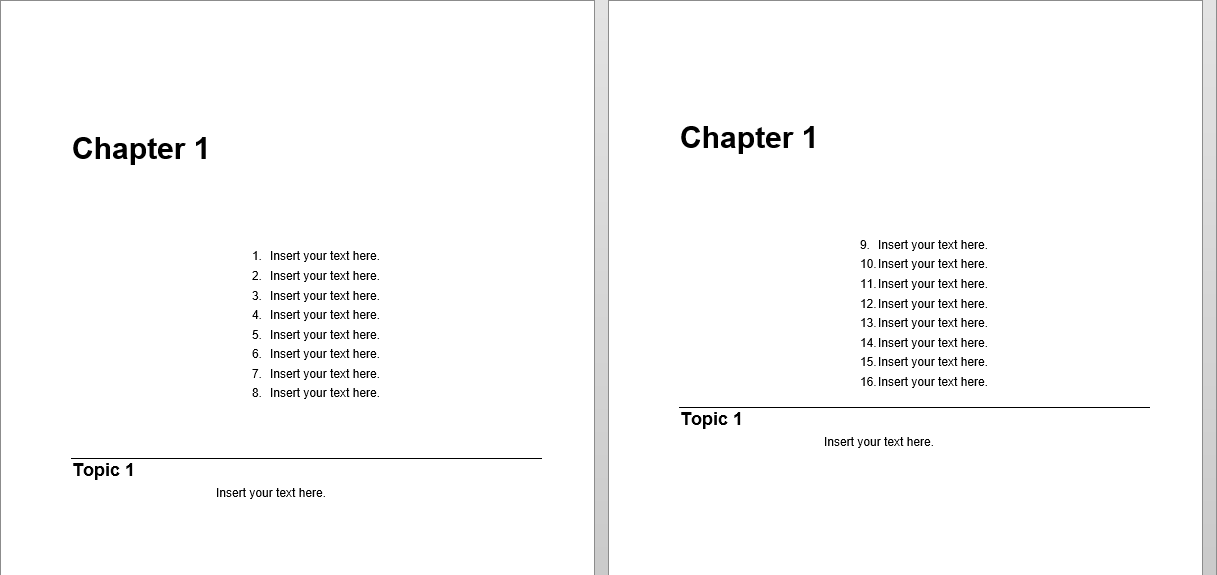 Chapter 1
1. Insert your text here.
2. Insert your text here.
3. Insert your text here.
4. Insert your text here.
5. Insert your text here.
6. Insert your text here.
7. Insert your text here.
8. Insert your text here.
Topic 1
Insert your text here.
Chapter 1
9. Insert your text here.
10. Insert your text here.
11. Insert your text here.
12. Insert your text here.
13. Insert your text here.
14. Insert your text here.
15. Insert your text here.
16. Insert your text here.
Topic 1
Insert your text here.